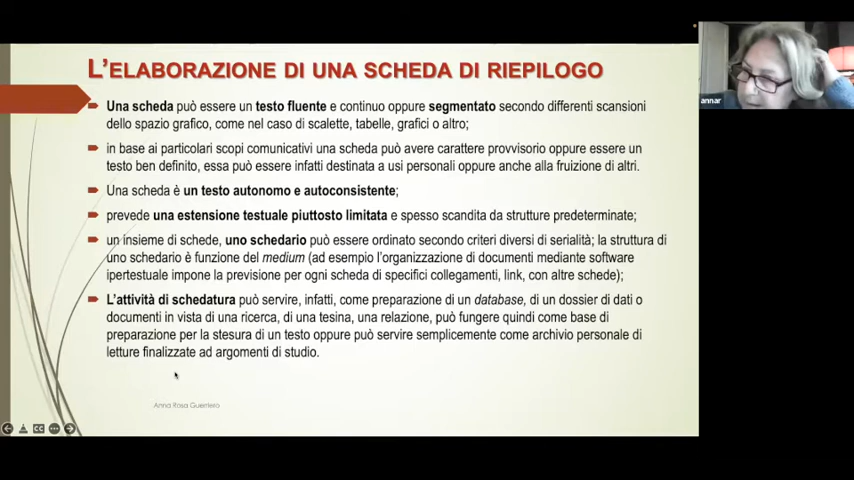 L'ELABORAZIONE DI UNA SCHEDA DI RIEPILOGO
annar
Una scheda può essere un testo fluente e continuo oppure segmentato secondo differenti scansioni
dello spazio grafico, come nel caso di scalette, tabelle, grafici o altro;
in base ai particolari scopi comunicativi una scheda può avere carattere provvisorio oppure essere un
testo ben definito, essa può essere infatti destinata a usi personali oppure anche alla fruizione di altri.
Una scheda è un testo autonomo e autoconsistente;
prevede una estensione testuale piuttosto limitata e spesso scandita da strutture predeterminate;
un insieme di schede, uno schedario può essere ordinato secondo criteri diversi di serialità; la struttura di
uno schedario è funzione del medium (ad esempio l'organizzazione di documenti mediante software
ipertestuale impone la previsione per ogni scheda di specifici collegamenti, link, con altre schede);
L'attività di schedatura può servire, infatti, come preparazione di un database, di un dossier di dati o
documenti in vista di una ricerca, di una tesina, una relazione, può fungere quindi come base di
preparazione per la stesura di un testo oppure può servire semplicemente come archivio personale di
letture finalizzate ad argomenti di studio.
Anna Rosa Guerriero
CC